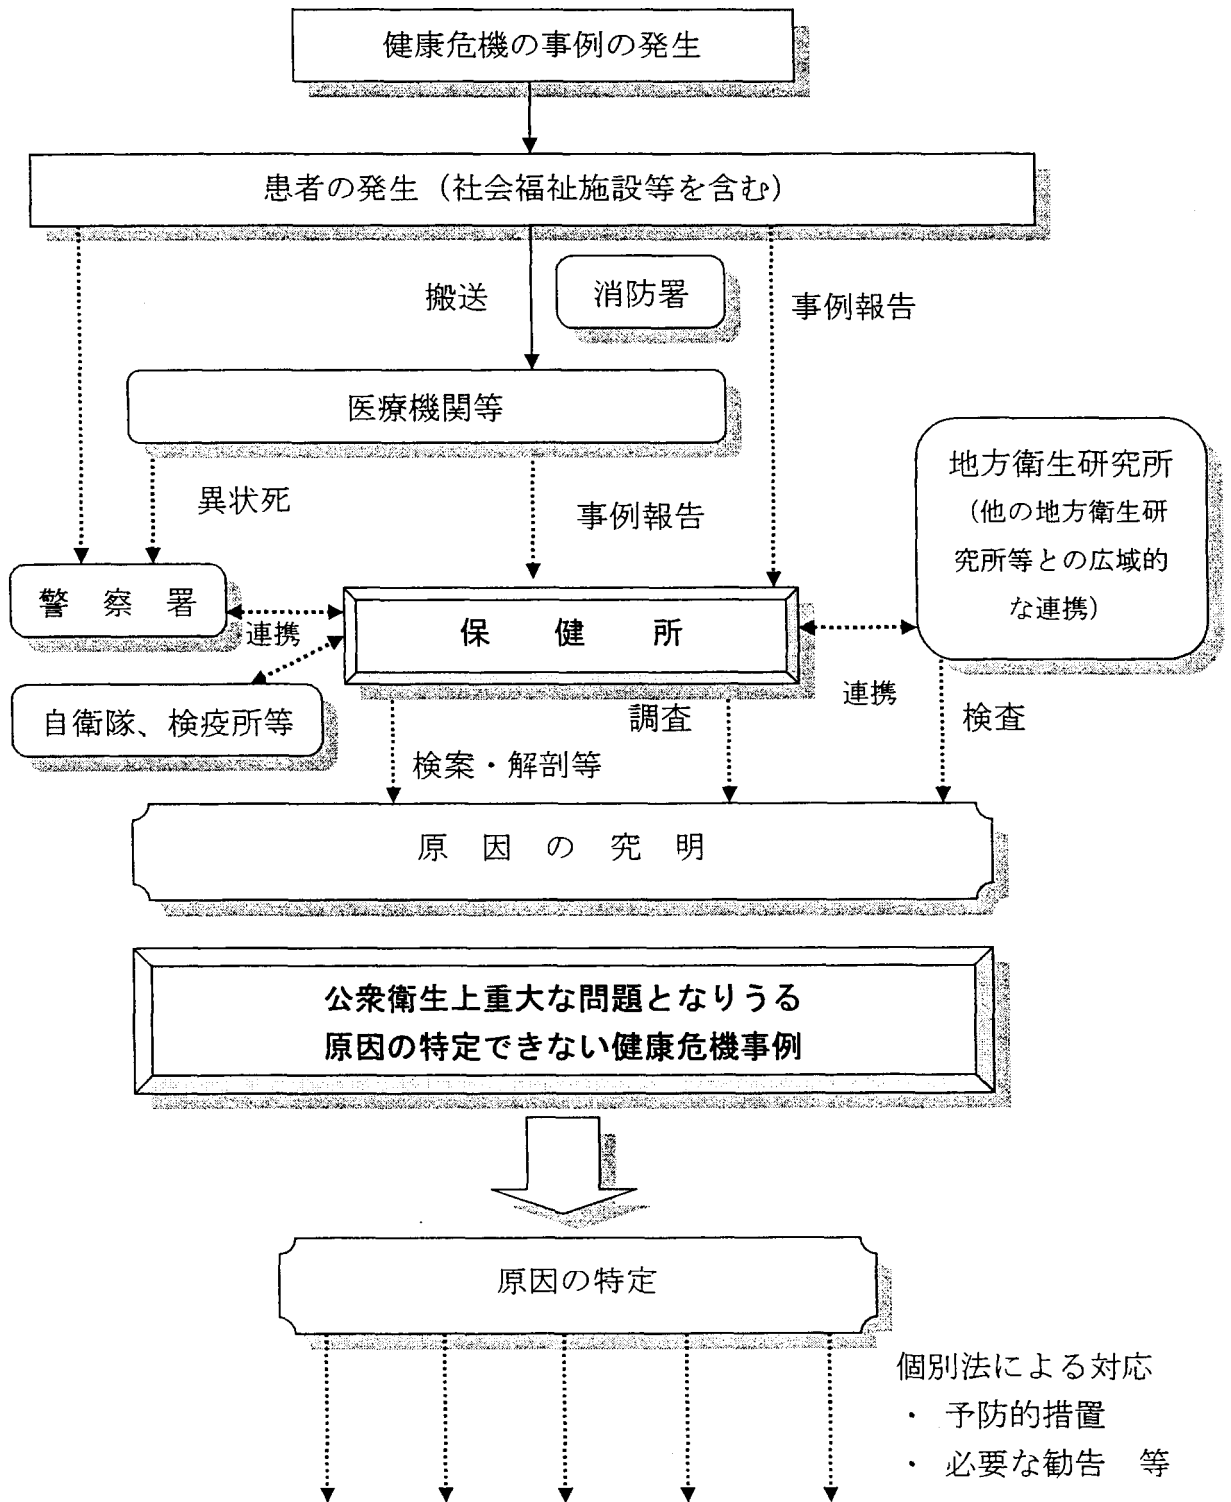 健康危機の事例の発生
患者の発生（社会福祉施設等を含む）
搬送
消防署
事例報告
医療機関等
異状死
事例報告
地方衛生研究所
（他の地方衛生研
究所等との広域的
な連携）
警　察　署
連携
保　健　所
連携
自衛隊、検疫所等
調査
検査
検案・解剖等
原　因　の　究　明
公衆衛生上重大な問題となりうる
原因の特定できない健康危機事例
原因の特定
個別法による対応
・ 予防的措置
・ 必要な勧告　等